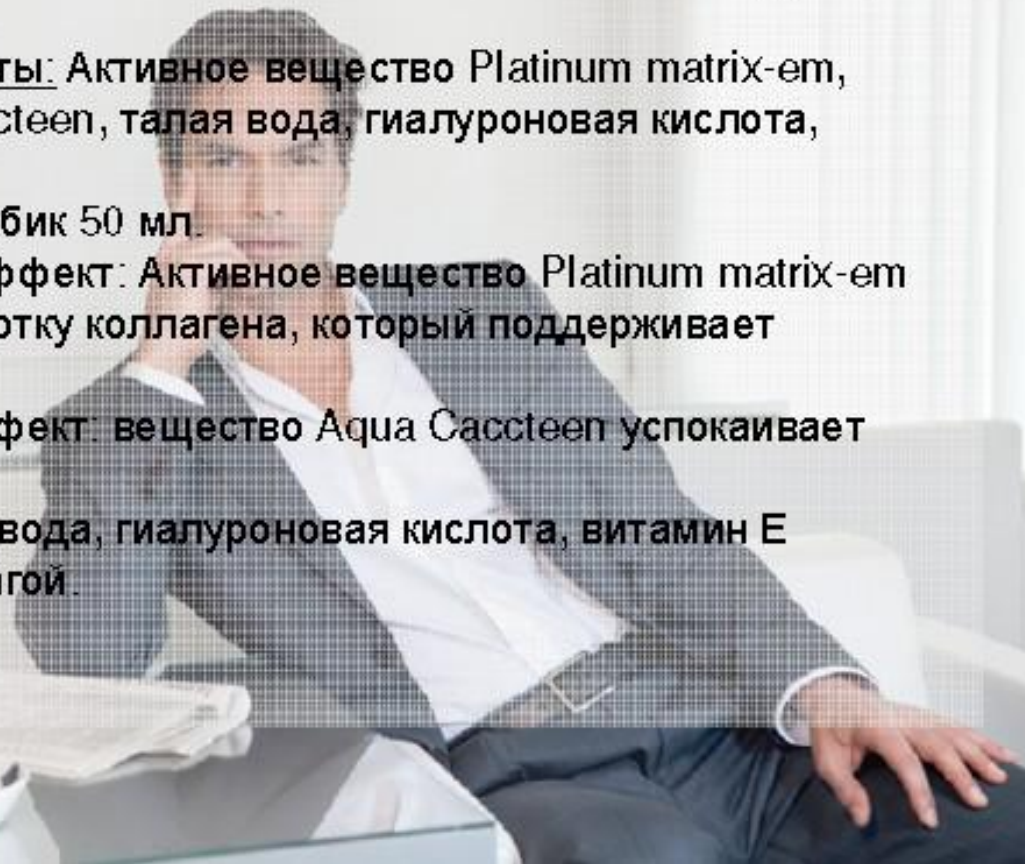 ты: Активное вещество Platinum matrix-em,
cteen, талая вода, гиалуроновая кислота,
бик 50 мл.
ффект: Активное вещество Platinum matrix-em
отку коллагена, который поддерживает
фект: вещество Aqua Caccteen успокаивает
вода, гиалуроновая кислота, витамин Е
агой.